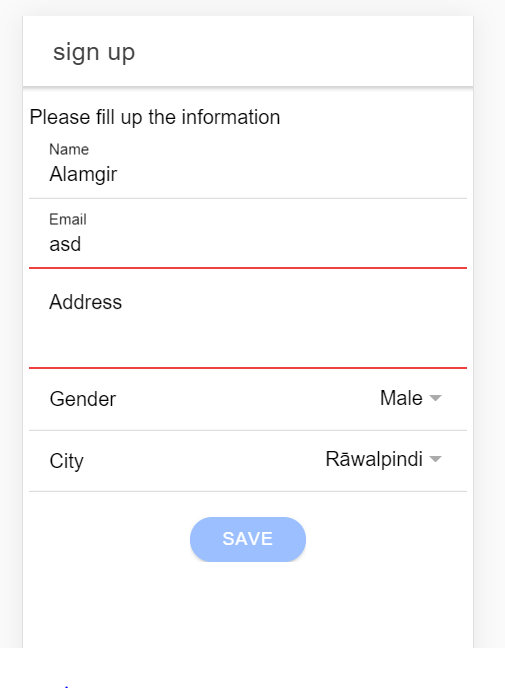 sign up
Please fill up the information
Name
Alamgir
Email
asd
Address
Gender Male
City Rāwalpindi
SAVE